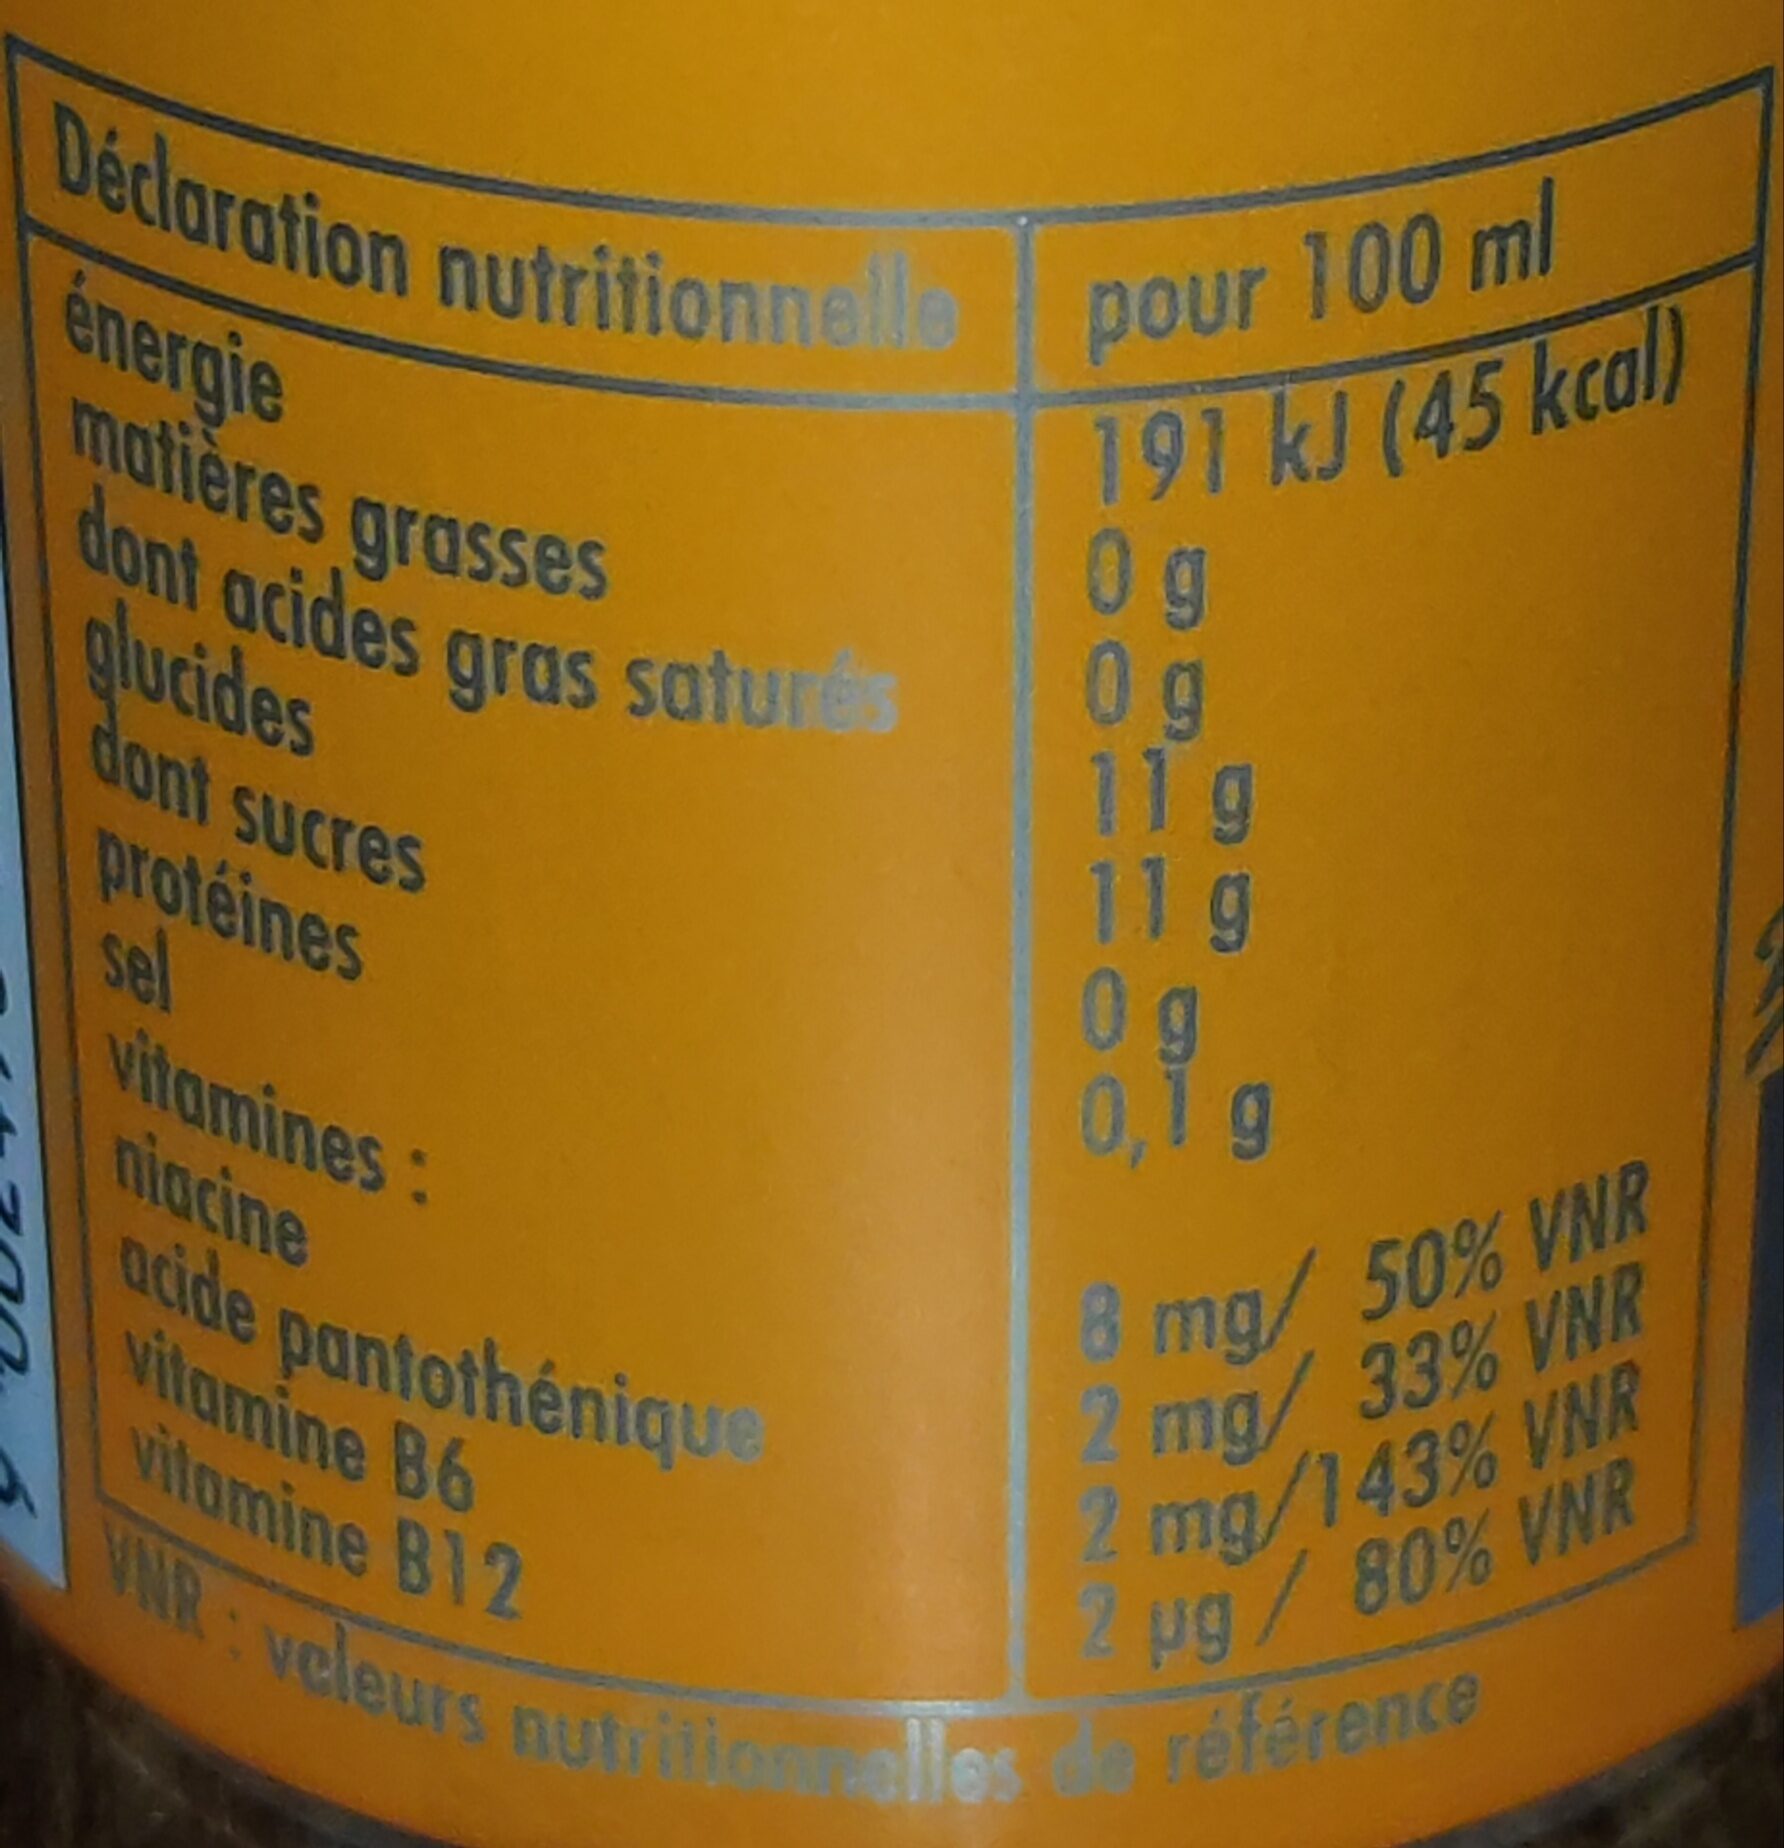 Déclaration nutritionnelle pour 100 ml
énergie 191 kJ (45 kcal)
matières grasses 0 g
dont acides gras saturés 0 g
glucides 11 g
dont sucres 11 g
protéines 0 g
sel 0,1 g
vitamines :
niacine 8 mg/ 50% VNR
acide pantothénique 2 mg/ 33% VNR
vitamine B6 2 mg/143% VNR
vitamine B12 2 µg / 80% VNR
VNR : valeurs nutritionnelles de référence